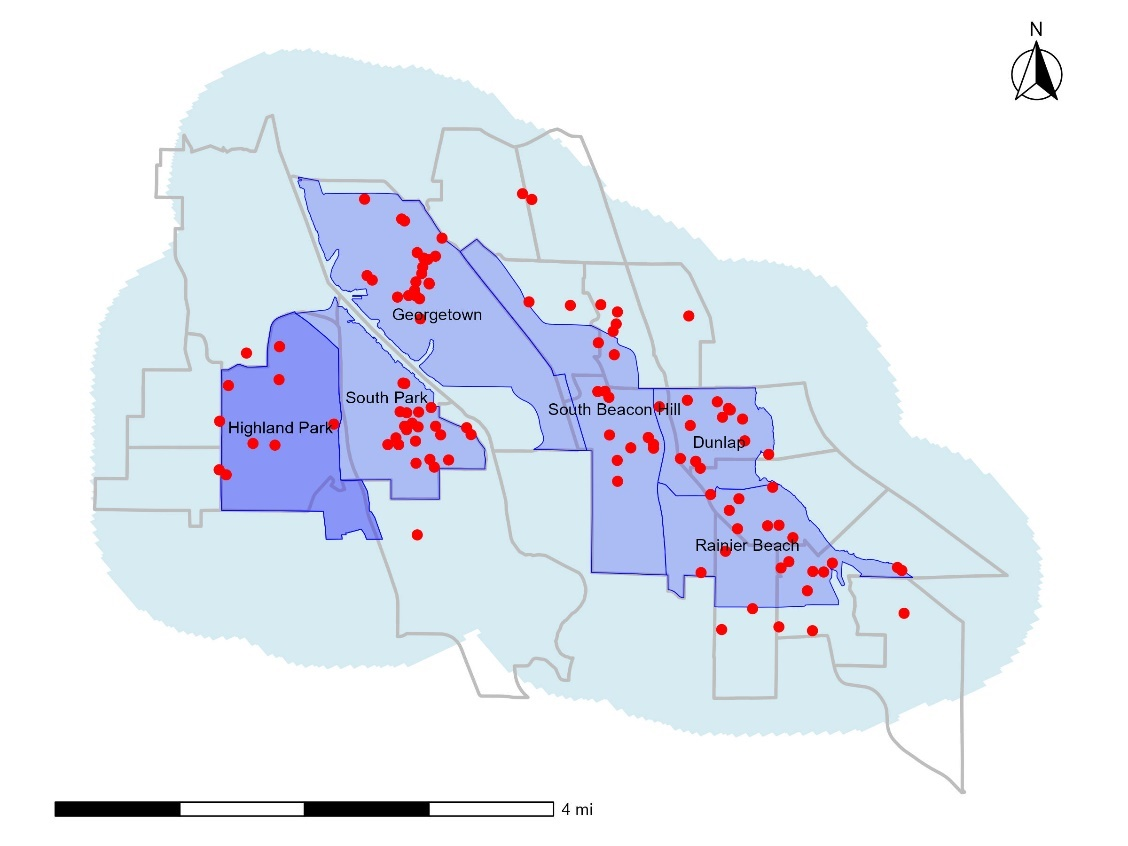 N
Georgetown
South Park
Highland Park
South Beacon Hill
Dunlap
Rainier Beach
4 mi